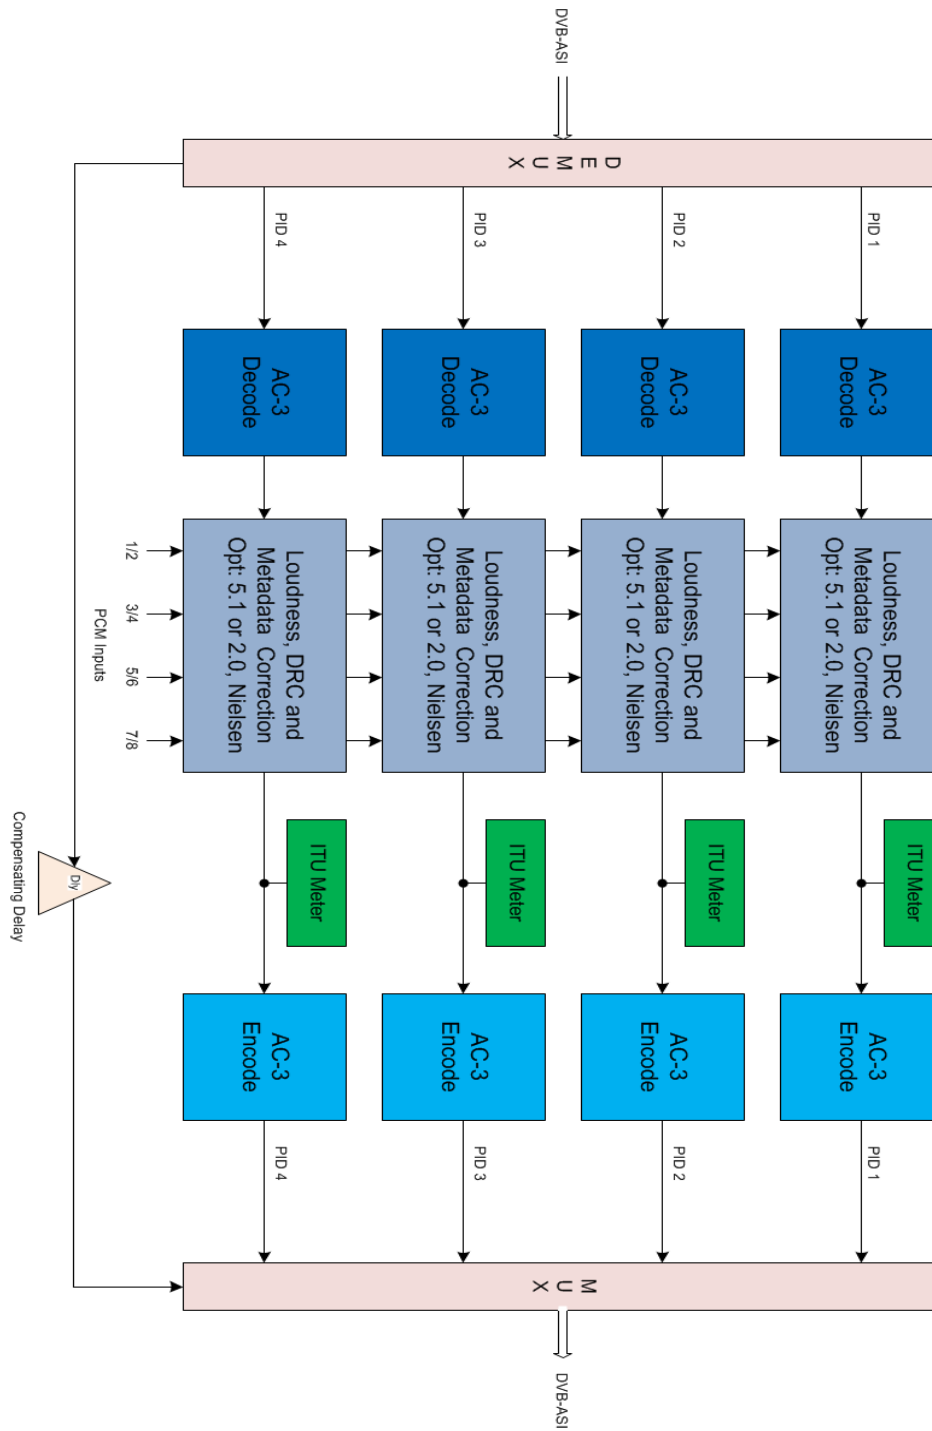 DVB-ASI
D E M U X
PID 1
AC-3
Decode
Loudness, DRC and
Metadata Correction
Opt: 5.1 or 2.0, Nielsen
ITU Meter
AC-3
Encode
PID 1
PID 2
AC-3
Decode
Loudness, DRC and
Metadata Correction
Opt: 5.1 or 2.0, Nielsen
ITU Meter
AC-3
Encode
PID 2
PID 3
AC-3
Decode
Loudness, DRC and
Metadata Correction
Opt: 5.1 or 2.0, Nielsen
ITU Meter
AC-3
Encode
PID 3
PID 4
AC-3
Decode
Loudness, DRC and
Metadata Correction
Opt: 5.1 or 2.0, Nielsen
ITU Meter
AC-3
Encode
PID 4
M U X
DVB-ASI
1/2
3/4
5/6
7/8
PCM Inputs
Dly
Compensating Delay